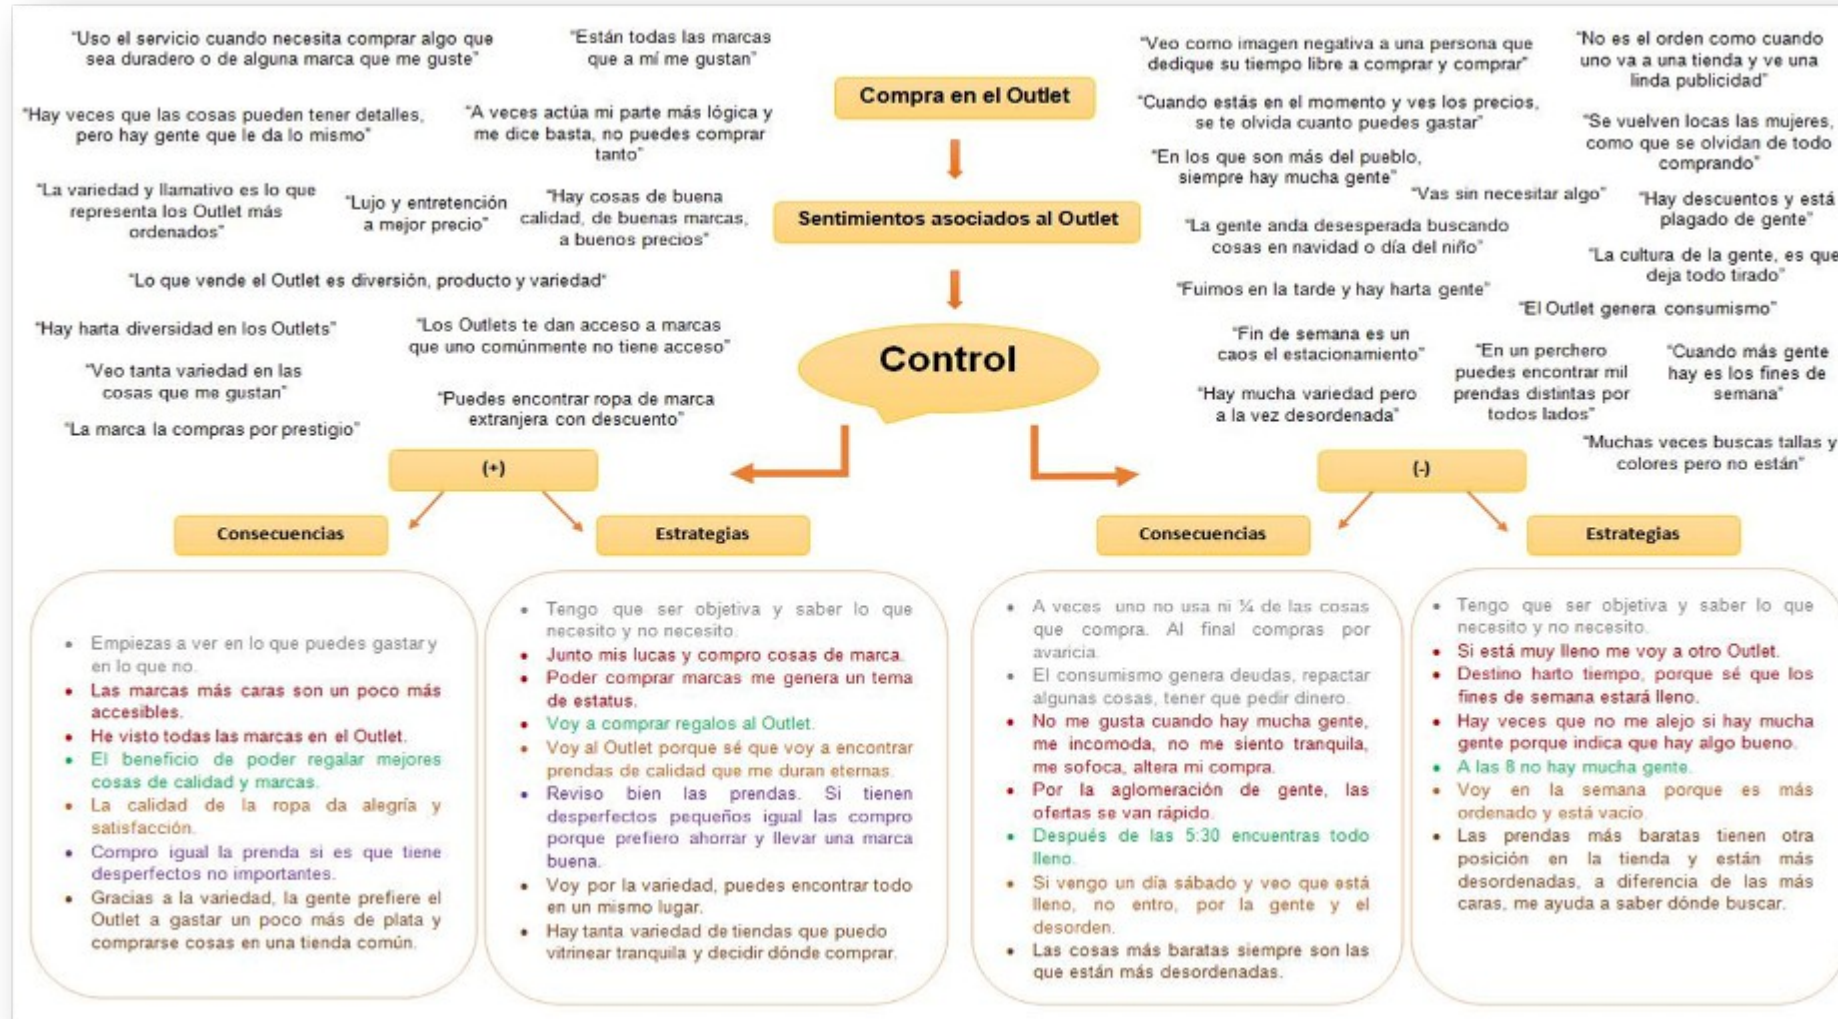 “Uso el servicio cuando necesita comprar algo que
sea duradero o de alguna marca que me guste”
“Están todas las marcas
que a mí me gustan”
“Hay veces que las cosas pueden tener detalles,
pero hay gente que le da lo mismo”
“A veces actúa mi parte más lógica y
me dice basta, no puedes comprar
tanto”
“La variedad y llamativo es lo que
representa los Outlet más
ordenados”
“Lujo y entretención
a mejor precio”
“Hay cosas de buena
calidad, de buenas marcas,
a buenos precios”
“Lo que vende el Outlet es diversión, producto y variedad”
“Hay harta diversidad en los Outlets”
“Los Outlets te dan acceso a marcas
que uno comúnmente no tiene acceso”
“Veo tanta variedad en las
cosas que me gustan”
“Puedes encontrar ropa de marca
extranjera con descuento”
“La marca la compras por prestigio”
Compra en el Outlet
Sentimientos asociados al Outlet
Control
“Veo como imagen negativa a una persona que
dedique su tiempo libre a comprar y comprar”
“No es el orden como cuando
uno va a una tienda y ve una
linda publicidad”
“Cuando estás en el momento y ves los precios,
se te olvida cuanto puedes gastar”
“Se vuelven locas las mujeres,
como que se olvidan de todo
comprando”
“En los que son más del pueblo,
siempre hay mucha gente”
“Vas sin necesitar algo”
“Hay descuentos y está
plagado de gente”
“La gente anda desesperada buscando
cosas en navidad o día del niño”
“La cultura de la gente, es que
deja todo tirado”
“Fuimos en la tarde y hay harta gente”
“El Outlet genera consumismo”
“Fin de semana es un
caos el estacionamiento”
“En un perchero
puedes encontrar mil
prendas distintas por
todos lados”
“Cuando más gente
hay es los fines de
semana”
“Hay mucha variedad pero
a la vez desordenada”
“Muchas veces buscas tallas y
colores pero no están”
(+)
Consecuencias
Estrategias
• Empiezas a ver en lo que puedes gastar y
en lo que no.
• Las marcas más caras son un poco más
accesibles.
• He visto todas las marcas en el Outlet.
• El beneficio de poder regalar mejores
cosas de calidad y marcas.
• La calidad de la ropa da alegría y
satisfacción.
• Compro igual la prenda si es que tiene
desperfectos no importantes.
• Gracias a la variedad, la gente prefiere el
Outlet a gastar un poco más de plata y
comprarse cosas en una tienda común.
• Tengo que ser objetiva y saber lo que
necesito y no necesito.
• Junto mis lucas y compro cosas de marca.
• Poder comprar marcas me genera un tema
de estatus.
• Voy a comprar regalos al Outlet.
• Voy al Outlet porque sé que voy a encontrar
prendas de calidad que me duran eternas.
• Reviso bien las prendas. Si tienen
desperfectos pequeños igual las compro
porque prefiero ahorrar y llevar una marca
buena.
• Voy por la variedad, puedes encontrar todo
en un mismo lugar.
• Hay tanta variedad de tiendas que puedo
vitrinear tranquila y decidir dónde comprar.
(-)
Consecuencias
Estrategias
• A veces uno no usa ni ¼ de las cosas
que compra. Al final compras por
avaricia.
• El consumismo genera deudas, repactar
algunas cosas, tener que pedir dinero.
• No me gusta cuando hay mucha gente,
me incomoda, no me siento tranquila,
me sofoca, altera mi compra.
• Por la aglomeración de gente, las
ofertas se van rápido.
• Después de las 5:30 encuentras todo
lleno.
• Si vengo un día sábado y veo que está
lleno, no entro, por la gente y el
desorden.
• Las cosas más baratas siempre son las
que están más desordenadas.
• Tengo que ser objetiva y saber lo que
necesito y no necesito.
• Si está muy lleno me voy a otro Outlet.
• Destino harto tiempo, porque sé que los
fines de semana estará lleno.
• Hay veces que no me alejo si hay mucha
gente porque indica que hay algo bueno.
• A las 8 no hay mucha gente.
• Voy en la semana porque es más
ordenado y está vacío.
• Las prendas más baratas tienen otra
posición en la tienda y están más
desordenadas, a diferencia de las más
caras, me ayuda a saber dónde buscar.